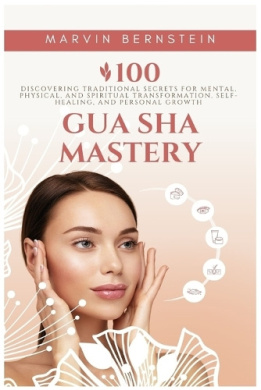 MARVIN BERNSTEIN
100
DISCOVERING TRADITIONAL SECRETS FOR MENTAL,
PHYSICAL, AND SPIRITUAL TRANSFORMATION, SELF-
HEALING, AND PERSONAL GROWTH
GUA SHA
MASTERY